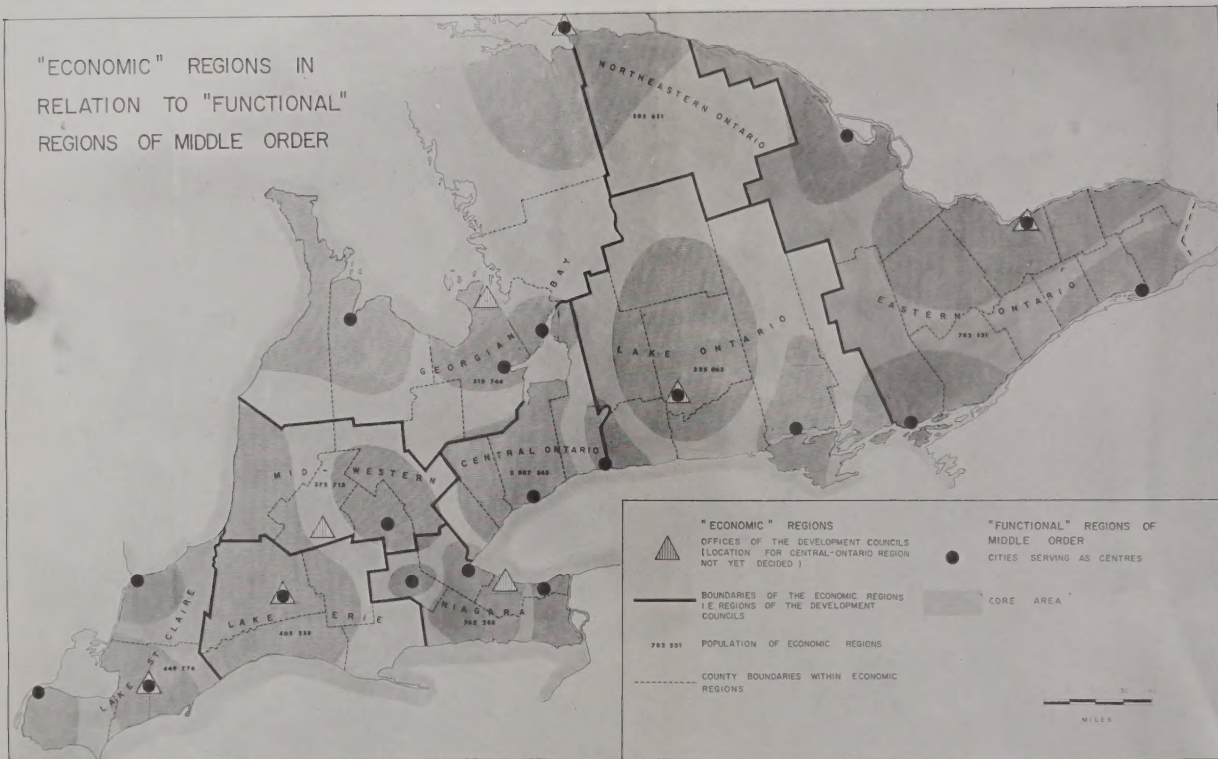 "ECONOMIC" REGIONS IN
RELATION TO "FUNCTIONAL"
REGIONS OF MIDDLE ORDER
NORTHEASTERN ONTARIO
EASTERN ONTARIO
LAKE ONTARIO
GEORGIAN BAY
CENTRAL ONTARIO
MID-WESTERN
NIAGARA
LAKE ERIE
LAKE ST. CLAIRE
"ECONOMIC" REGIONS
OFFICES OF THE DEVELOPMENT COUNCILS
(LOCATION FOR CENTRAL-ONTARIO REGION
NOT YET DECIDED)
BOUNDARIES OF THE ECONOMIC REGIONS
I.E. REGIONS OF THE DEVELOPMENT
COUNCILS
POPULATION OF ECONOMIC REGIONS
COUNTY BOUNDARIES WITHIN ECONOMIC
REGIONS
"FUNCTIONAL" REGIONS OF
MIDDLE ORDER
CITIES SERVING AS CENTRES
CORE AREA
MILES